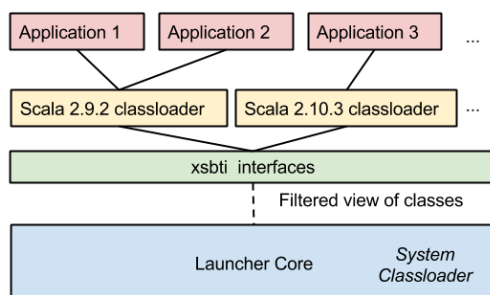 Application 1
Application 2
Application 3
...
Scala 2.9.2 classloader
Scala 2.10.3 classloader
...
xsbti interfaces
Filtered view of classes
Launcher Core
System
Classloader